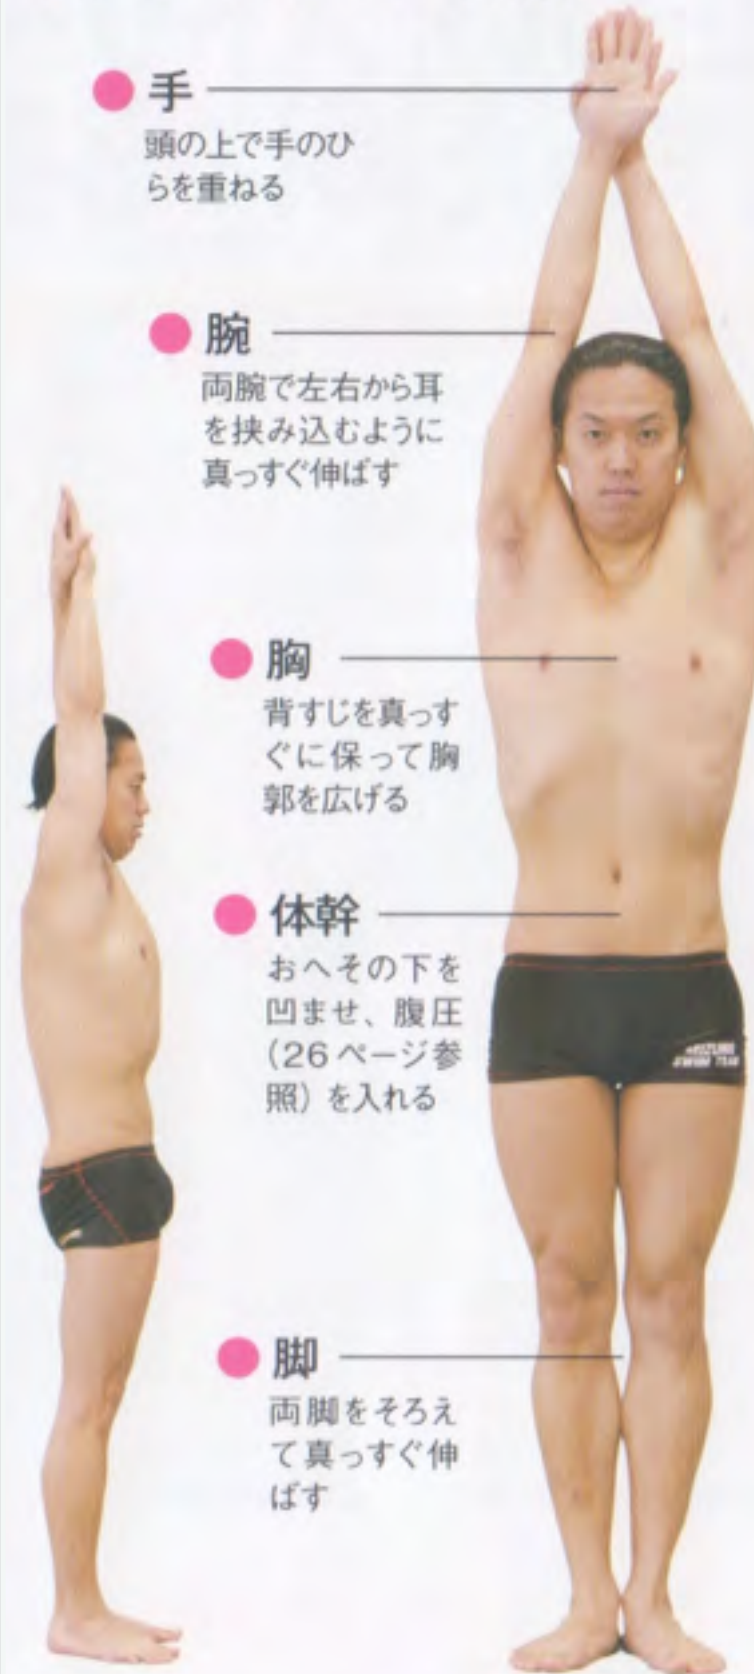 手
頭の上で手のひ
らを重ねる
腕
両腕で左右から耳
を挟み込むように
真っすぐ伸ばす
胸
背すじを真っす
ぐに保って胸
郭を広げる
体幹
おへその下を
凹ませ、腹圧
(26ページ参
照)を入れる
脚
両脚をそろえ
て真っすぐ伸
ばす